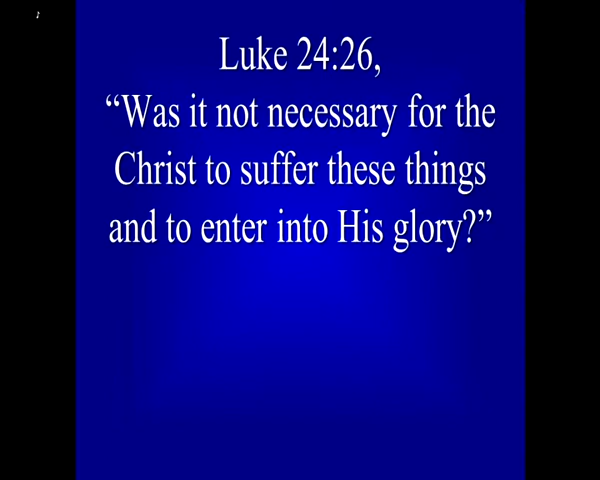 Luke 24:26,
“Was it not necessary for the
Christ to suffer these things
and to enter into His glory?”